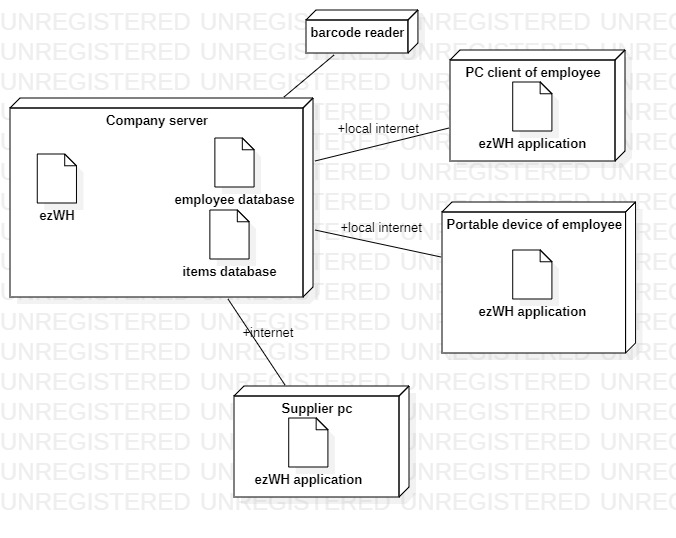 barcode reader
PC client of employee
ezWH application
Company server
+local internet
employee database
ezWH
items database
+local internet
Portable device of employee
ezWH application
+internet
Supplier pc
ezWH application
UNREGISTERED UNREGISTERED UNREGISTERED UNREG